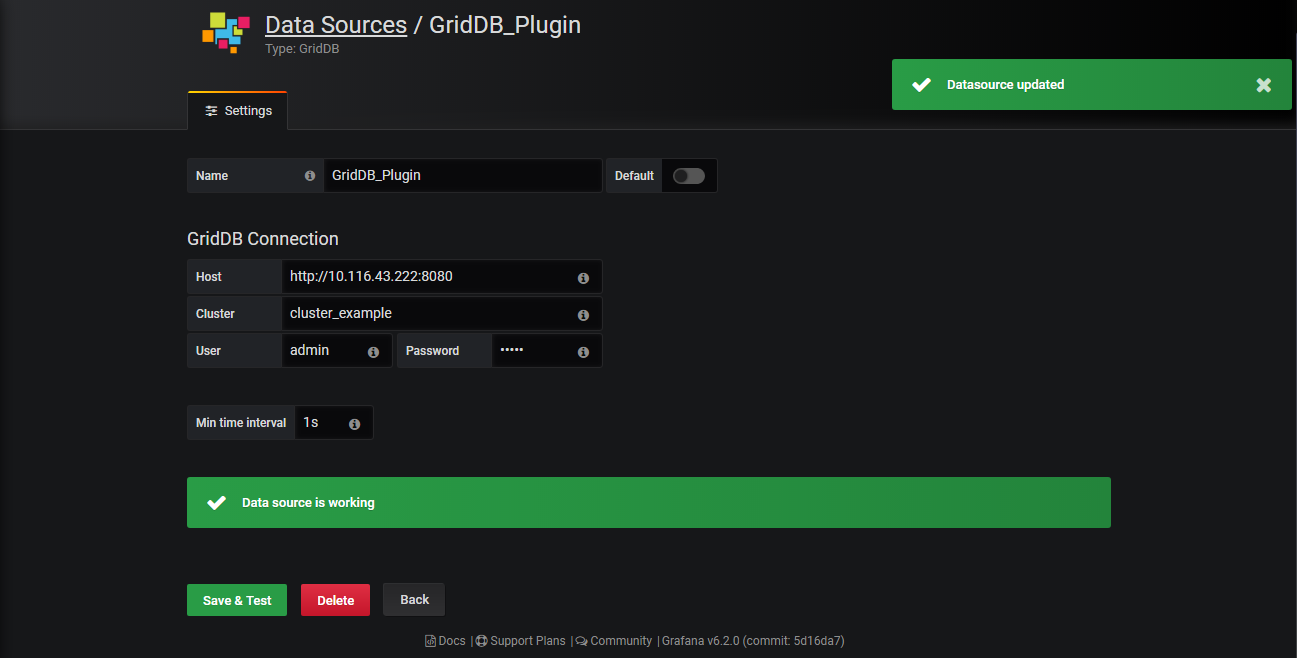 Data Sources / GridDB_Plugin
Type: GridDB
Datasource updated
Settings
Name GridDB_Plugin Default
GridDB Connection
Host http://10.116.43.222:8080
Cluster cluster_example
User admin Password •••••
Min time interval 1s
Data source is working
Save & Test Delete Back
Docs | Support Plans | Community | Grafana v6.2.0 (commit: 5d16da7)